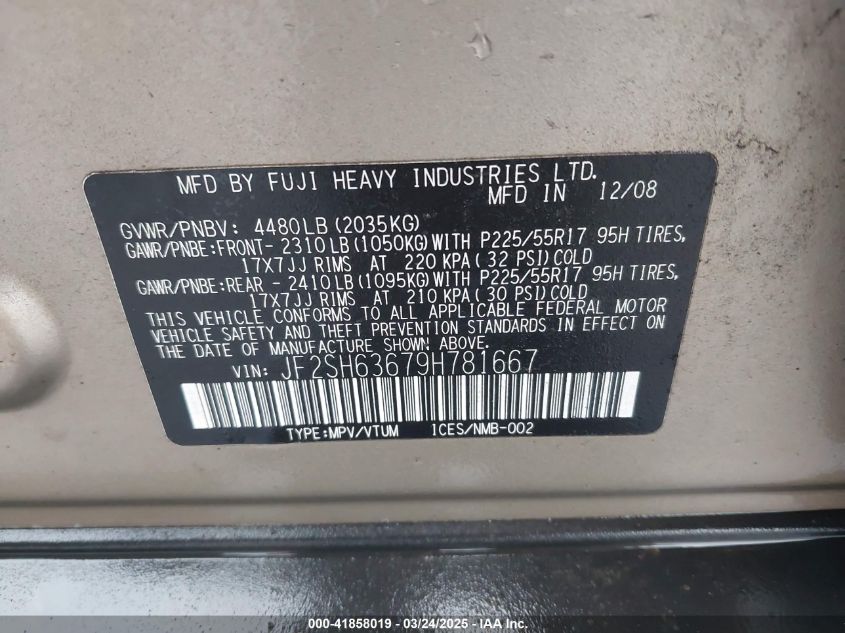 MFD BY FUJI HEAVY INDUSTRIES LTD.
MFD IN 12/08
GVWR/PNBV: 4480LB(2035KG)
GAWR/PNBE:FRONT- 2310LB(1050KG)WITH P225/55R17 95H TIRES,
17X7JJ RIMS AT 220 KPA( 32 PSI)COLD
GAWR/PNBE:REAR - 2410LB(1095KG)WITH P225/55R17 95H TIRES,
17X7JJ RIMS AT 210 KPA( 30 PSI)COLD
THIS VEHICLE CONFORMS TO ALL APPLICABLE FEDERAL MOTOR
VEHICLE SAFETY AND THEFT PREVENTION STANDARDS IN EFFECT ON
THE DATE OF MANUFACTURE SHOWN ABOVE.
VIN: JF2SH63679H781667
TYPE:MPV/VTUM ICES/NMB-002
000-41858019 - 03/24/2025 - IAA Inc.